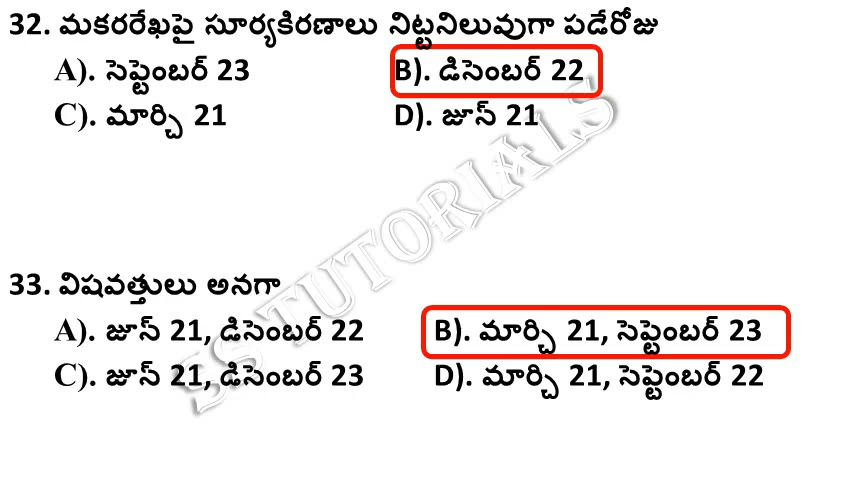 32. మకరరేఖపై సూర్యకిరణాలు నిట్టనిలువుగా పడేరోజు
A). సెప్టెంబర్ 23 B). డిసెంబర్ 22
C). మార్చి 21 D). జూన్ 21
ES TUTORIALS
33. విషవత్తులు అనగా
A). జూన్ 21, డిసెంబర్ 22 B). మార్చి 21, సెప్టెంబర్ 23
C). జూన్ 21, డిసెంబర్ 23 D). మార్చి 21, సెప్టెంబర్ 22